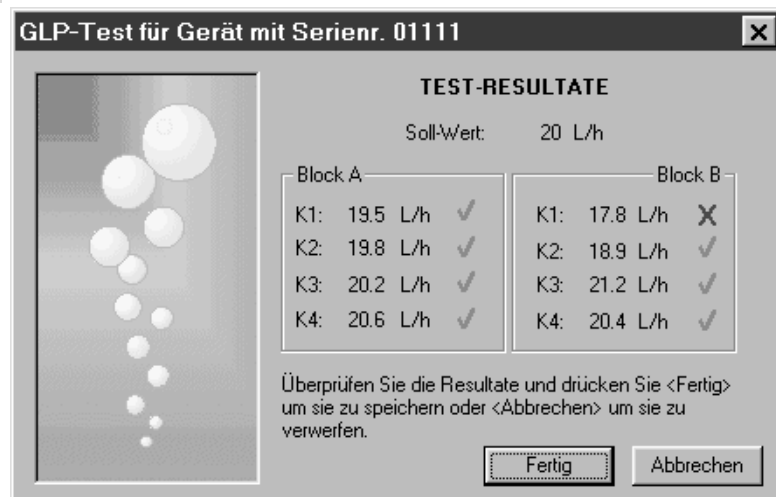 GLP-Test für Gerät mit Serienr. 01111
TEST-RESULTATE
Soll-Wert: 20 L/h
Block A
K1: 19.5 L/h ✓
K2: 19.8 L/h ✓
K3: 20.2 L/h ✓
K4: 20.6 L/h ✓
Block B
K1: 17.8 L/h X
K2: 18.9 L/h ✓
K3: 21.2 L/h ✓
K4: 20.4 L/h ✓
Überprüfen Sie die Resultate und drücken Sie <Fertig>
um sie zu speichern oder <Abbrechen> um sie zu
verwerfen.
Fertig
Abbrechen